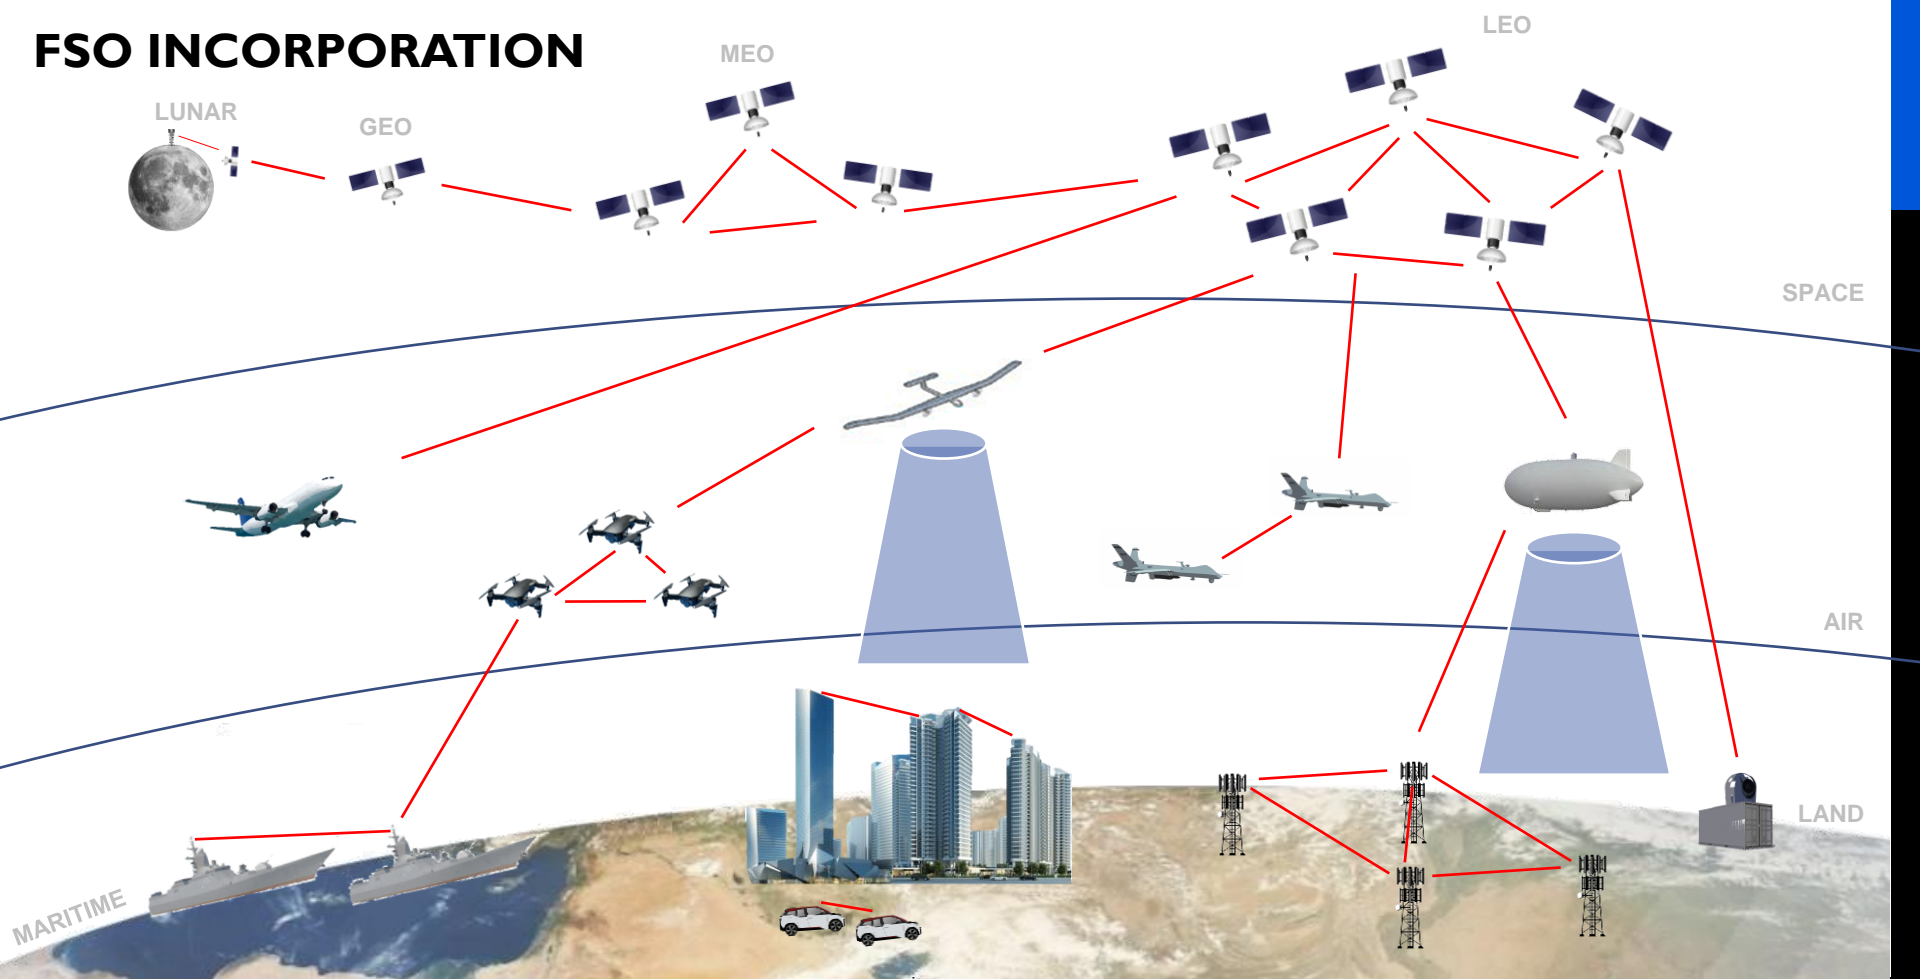 FSO INCORPORATION
LEO
MEO
LUNAR
GEO
SPACE
AIR
LAND
MARITIME